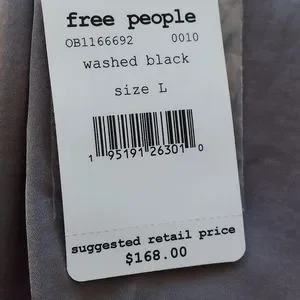 free people
OB1166692 0010
washed black
size L
1 95191 26301 0
suggested retail price
$168.00